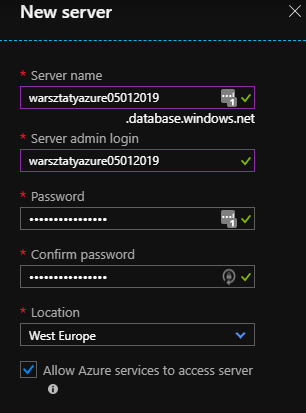 New server
* Server name
warsztatyazure05012019
.database.windows.net
* Server admin login
warsztatyazure05012019
* Password
•••••••••••••••
* Confirm password
•••••••••••••••
* Location
West Europe
Allow Azure services to access server